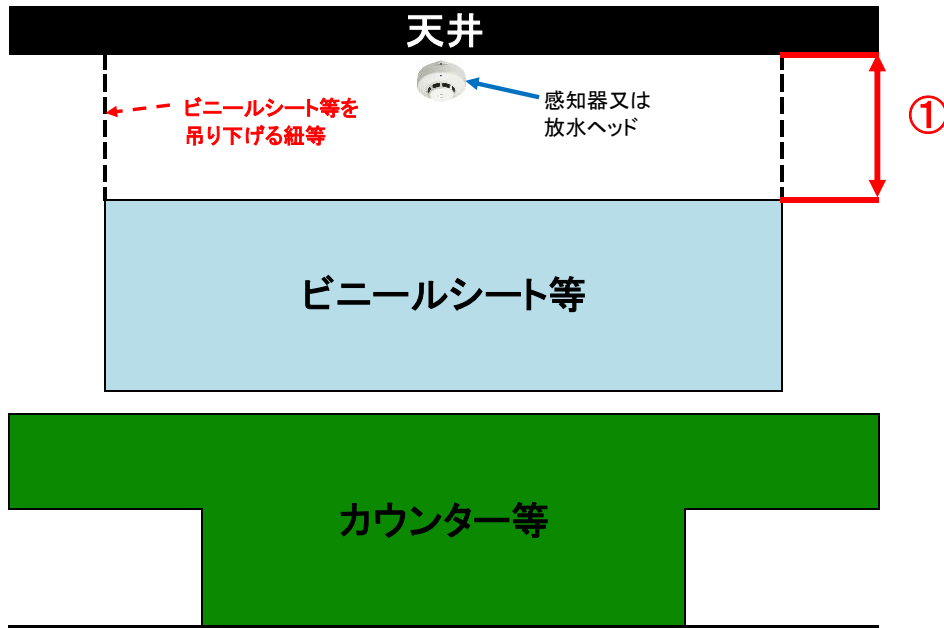 天井
感知器又は
放水ヘッド
ビニールシート等を
吊り下げる紐等
①
ビニールシート等
カウンター等